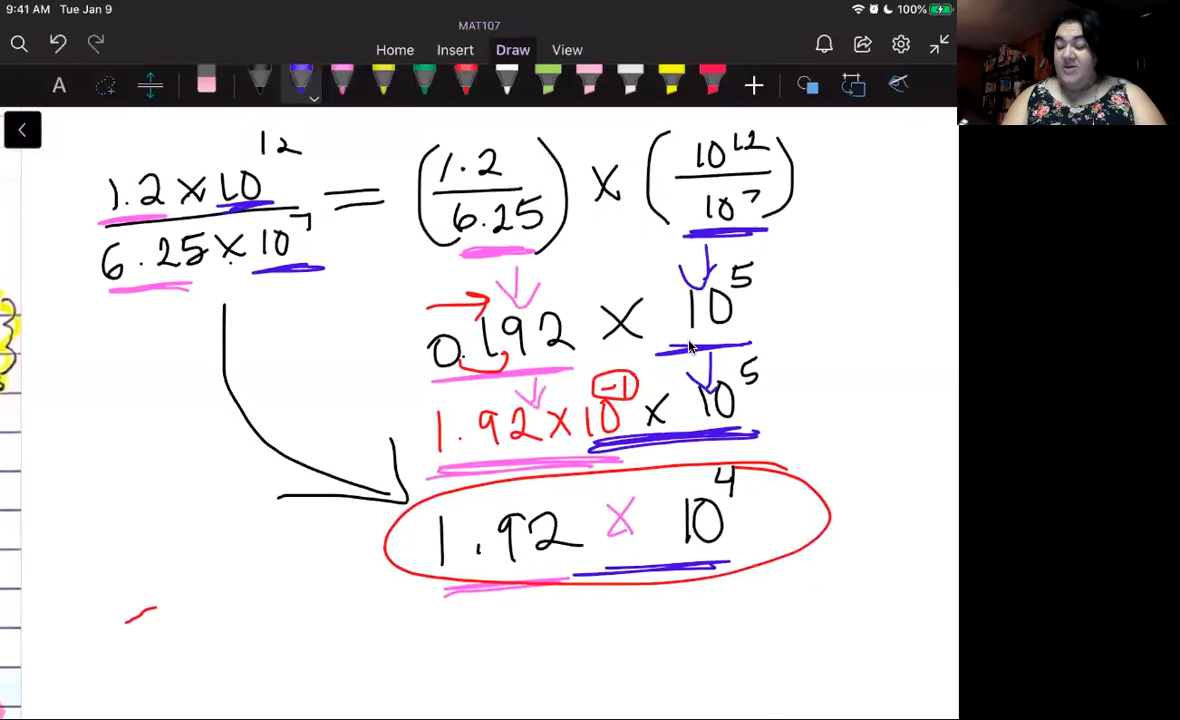 9:41 AM Tue Jan 9 100%
MAT107
Home Insert Draw View
1.2 × 10^12 / 6.25 × 10^7 = (1.2 / 6.25) × (10^12 / 10^7)
0.192 × 10^5
1.92 × 10^-1 × 10^5
1.92 × 10^4